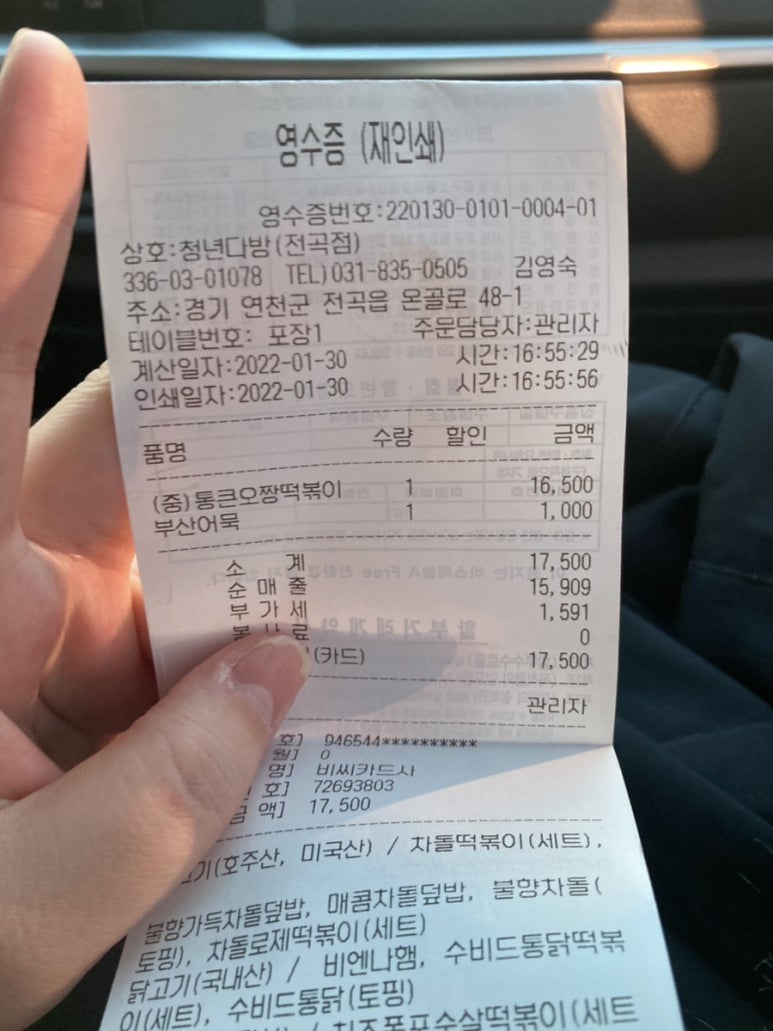 영수증 (재인쇄)
영수증번호:220130-0101-0004-01
상호:청년다방(전곡점)
336-03-01078 TEL)031-835-0505 김영숙
주소:경기 연천군 전곡읍 온골로 48-1
테이블번호: 포장1 주문담당자:관리자
계산일자:2022-01-30 시간:16:55:29
인쇄일자:2022-01-30 시간:16:55:56
품명 수량 할인 금액
(중)통큰오짱떡볶이 1 16,500
부산어묵 1 1,000
소 계 17,500
순 매 출 15,909
부 가 세 1,591
봉 사 료 0
(카드) 17,500
관리자
호] 946544**********
월] 0
명] 비씨카드사
호] 72693803
금 액] 17,500
고기(호주산, 미국산) / 차돌떡볶이(세트),
불향가득차돌덮밥, 매콤차돌덮밥, 불향차돌(
토핑), 차돌로제떡볶이(세트)
닭고기(국내산) / 비엔나햄, 수비드통닭떡볶
이(세트), 수비드통닭(토핑)